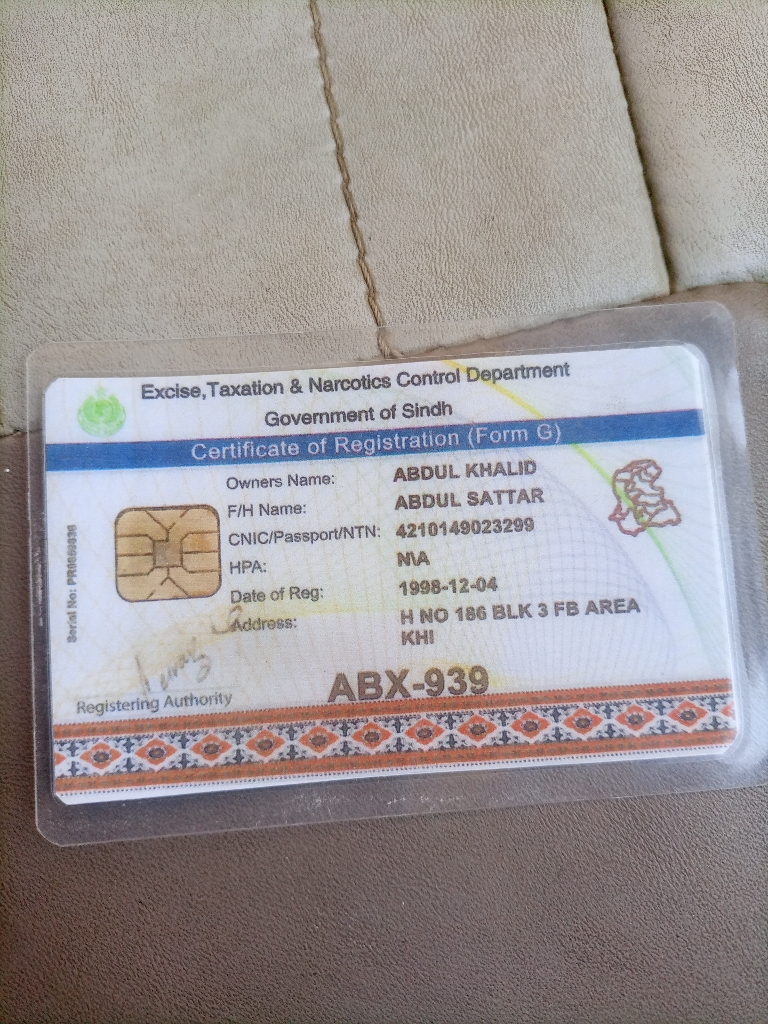 Excise,Taxation & Narcotics Control Department
Government of Sindh
Certificate of Registration (Form G)
Owners Name: ABDUL KHALID
F/H Name: ABDUL SATTAR
CNIC/Passport/NTN: 4210149023299
HPA: N\A
Date of Reg: 1998-12-04
Address: H NO 186 BLK 3 FB AREA
KHI
ABX-939
Registering Authority
Serial No: